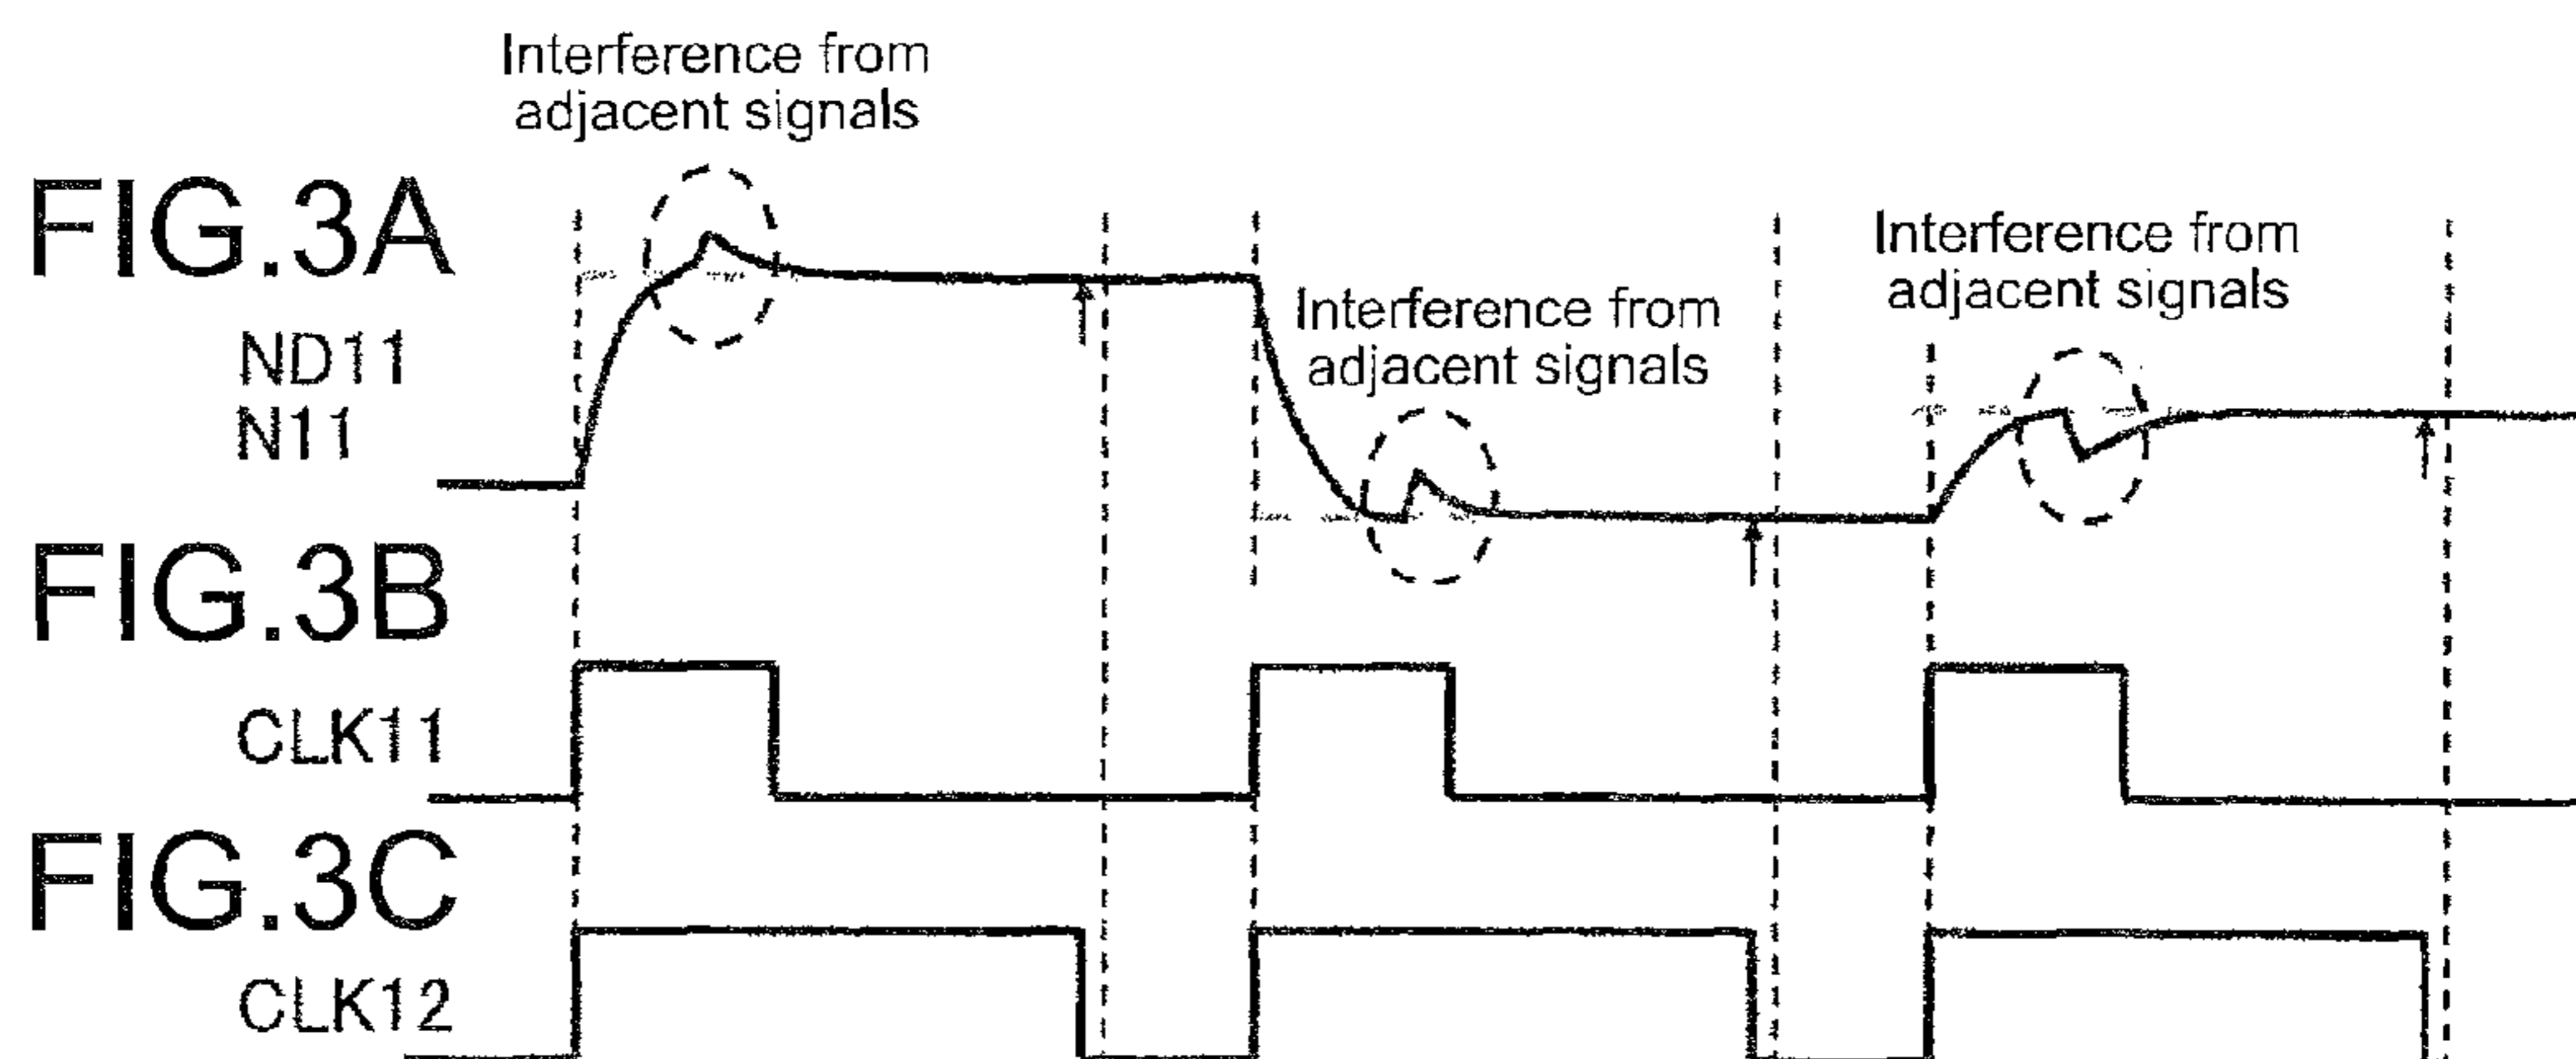 Interference from
adjacent signals
FIG.3A
Interference from
adjacent signals
Interference from
adjacent signals
ND11
N11
FIG.3B
CLK11
FIG.3C
CLK12